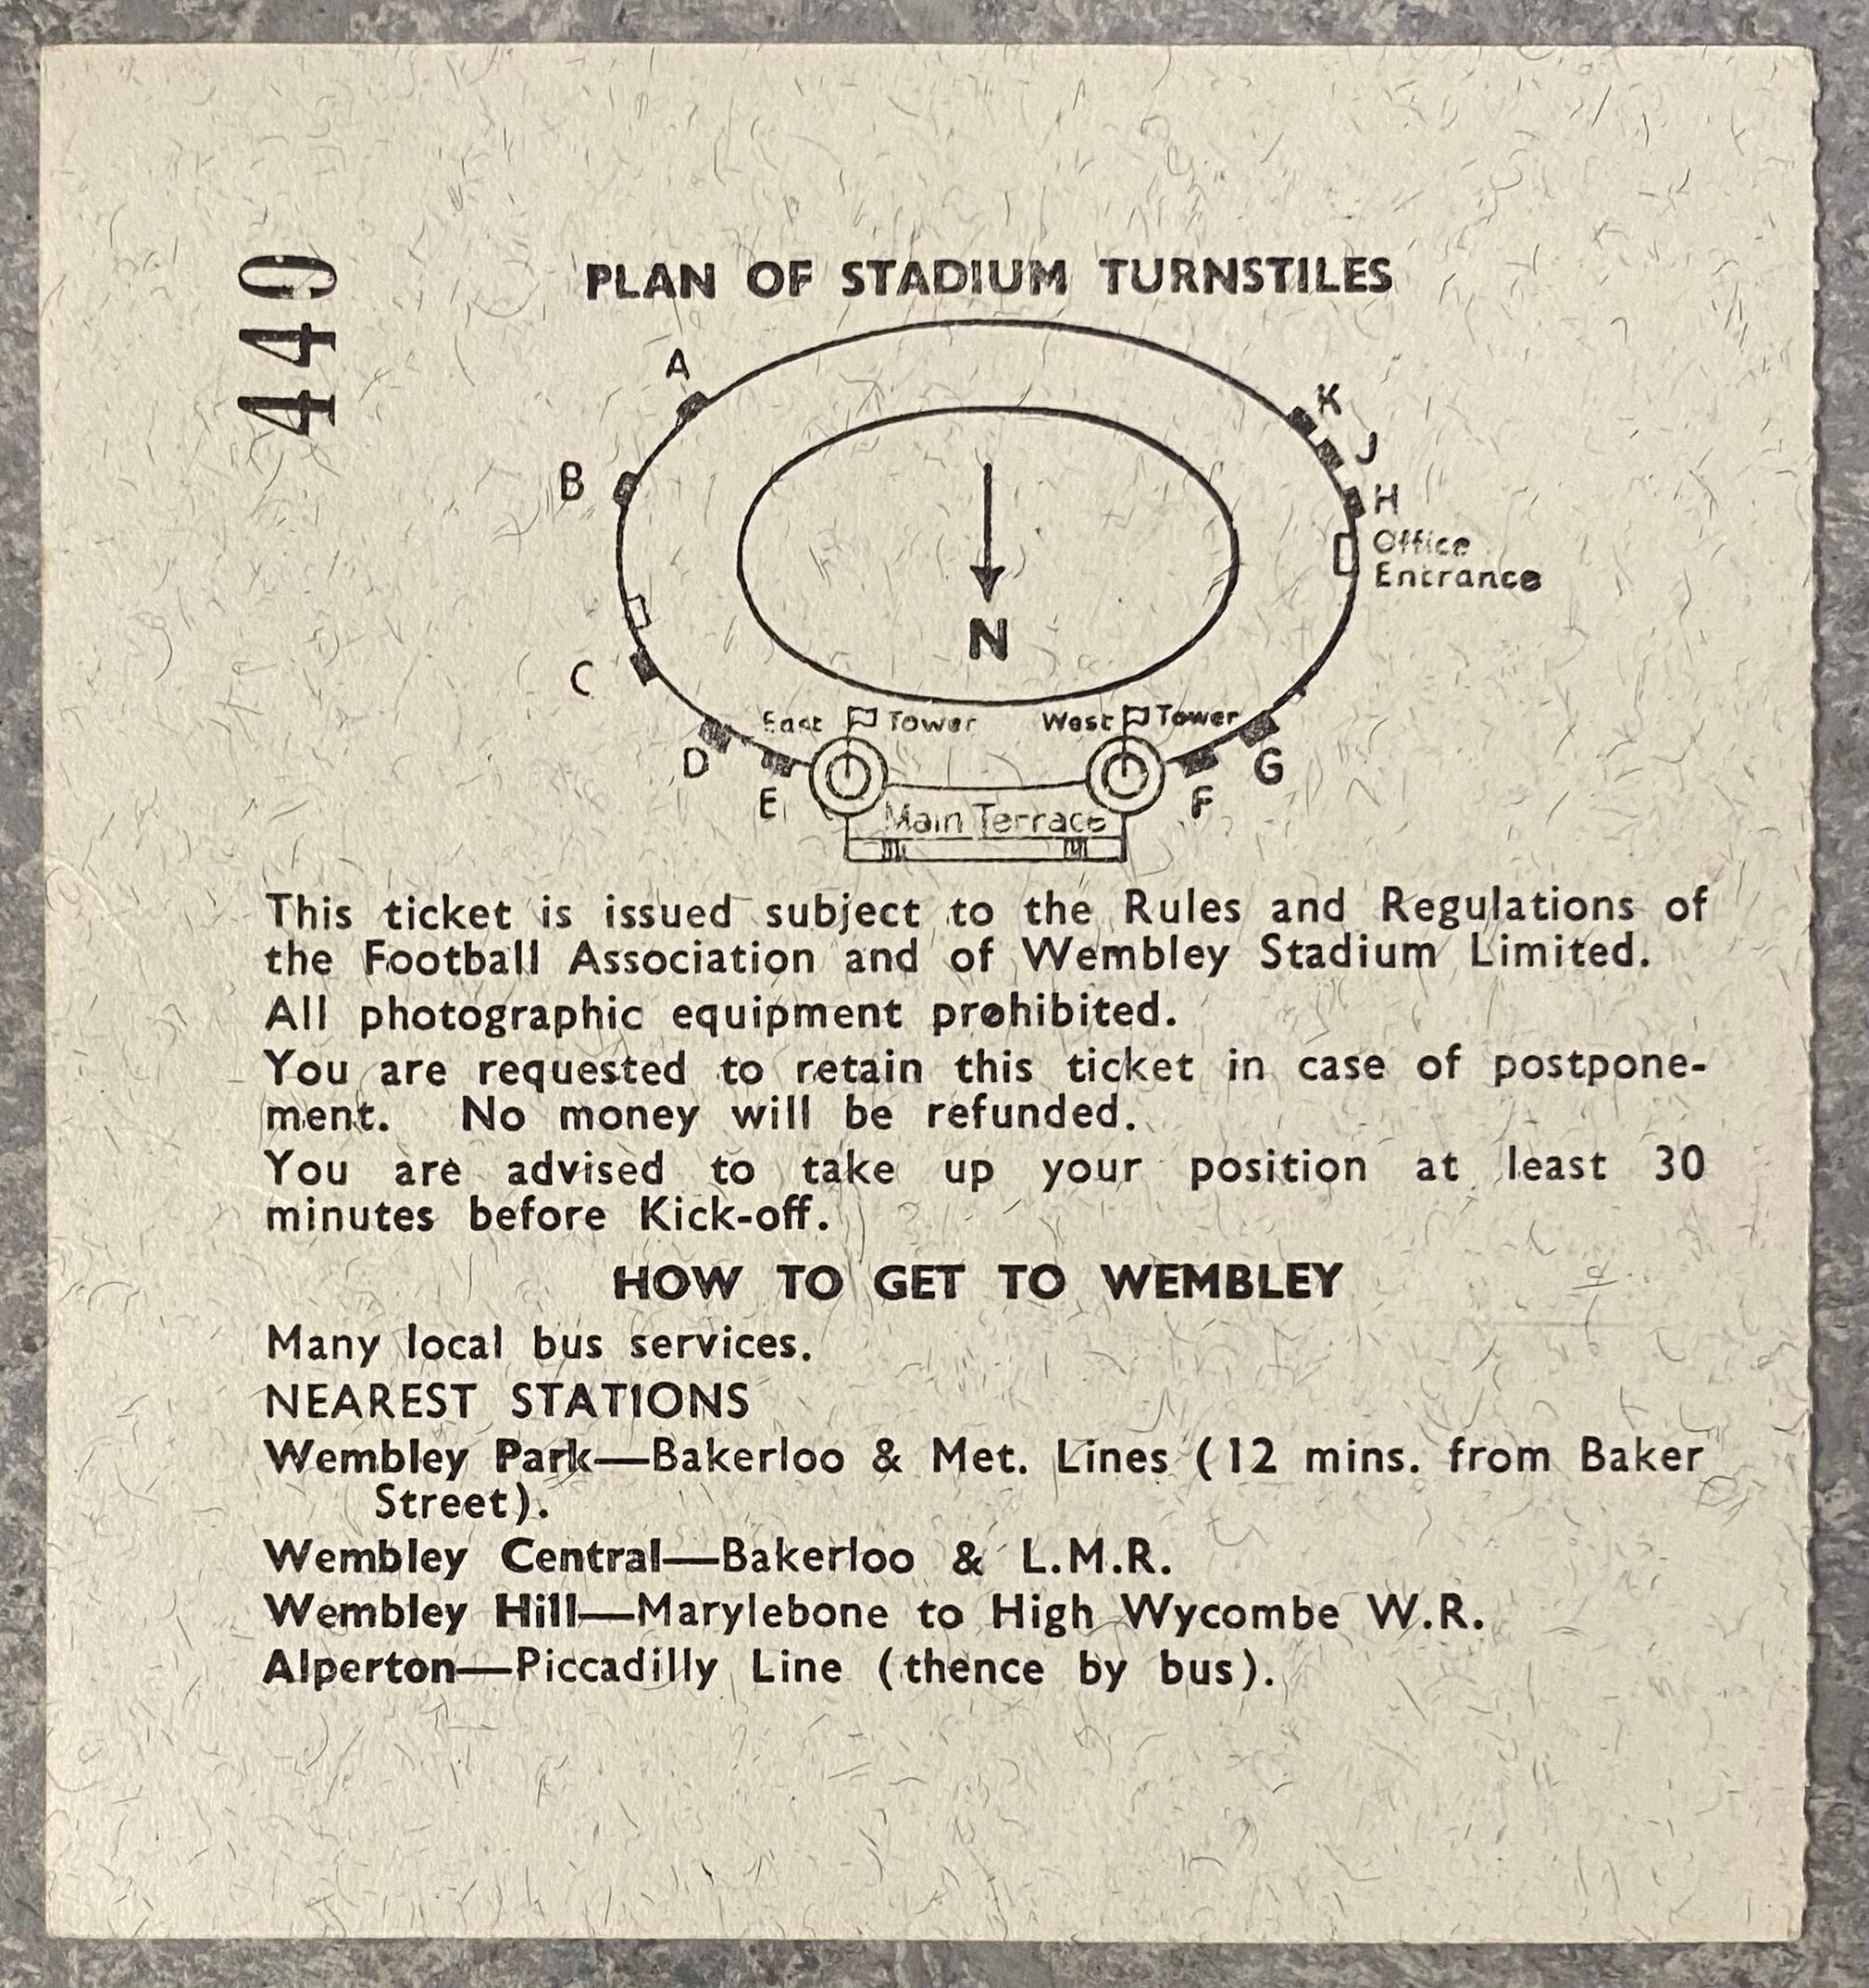 449
PLAN OF STADIUM TURNSTILES
A
K
J
B
H
Office
Entrance
N
C
East Tower West Tower
D
G
E
F
Main Terrace
This ticket is issued subject to the Rules and Regulations of
the Football Association and of Wembley Stadium Limited.
All photographic equipment prohibited.
You are requested to retain this ticket in case of postpone-
ment. No money will be refunded.
You are advised to take up your position at least 30
minutes before Kick-off.
HOW TO GET TO WEMBLEY
Many local bus services.
NEAREST STATIONS
Wembley Park—Bakerloo & Met. Lines (12 mins. from Baker
Street).
Wembley Central—Bakerloo & L.M.R.
Wembley Hill—Marylebone to High Wycombe W.R.
Alperton—Piccadilly Line (thence by bus).